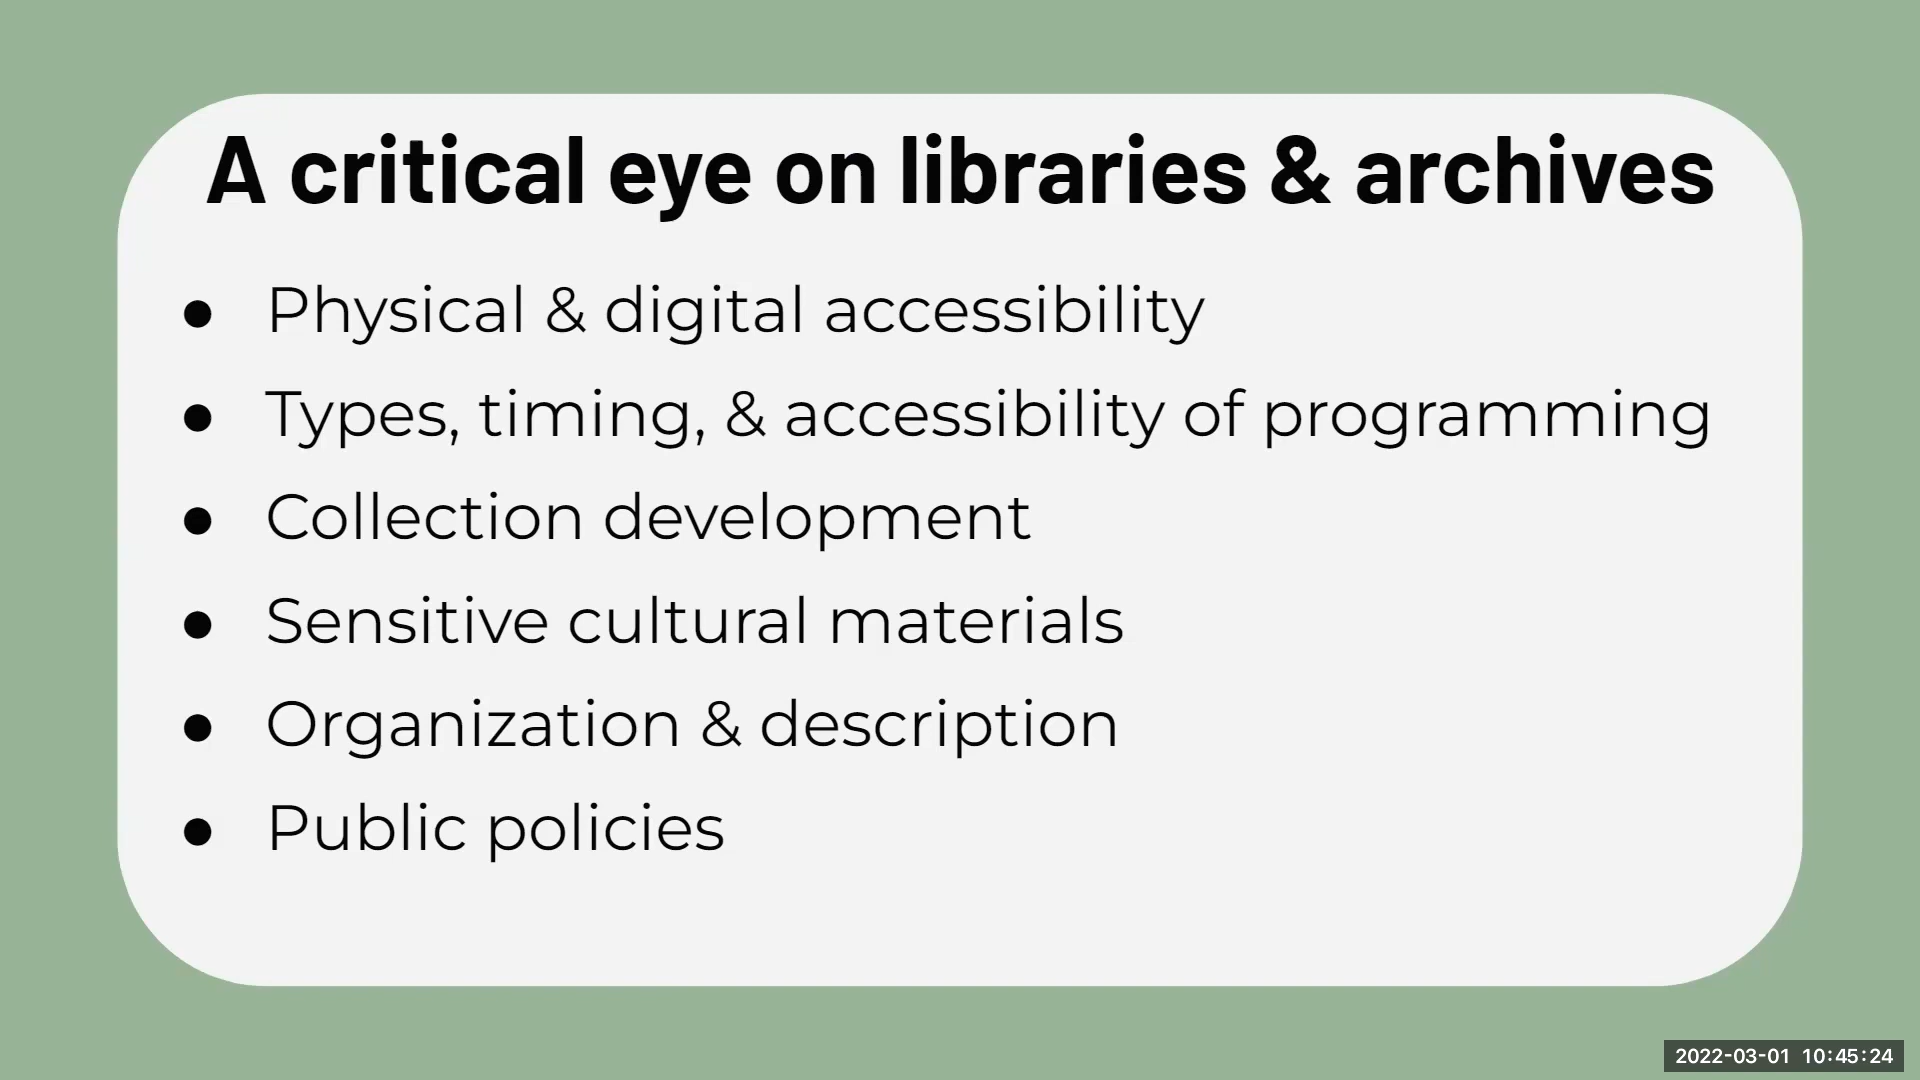 A critical eye on libraries & archives
● Physical & digital accessibility
● Types, timing, & accessibility of programming
● Collection development
● Sensitive cultural materials
● Organization & description
● Public policies
2022-03-01 10:45:24